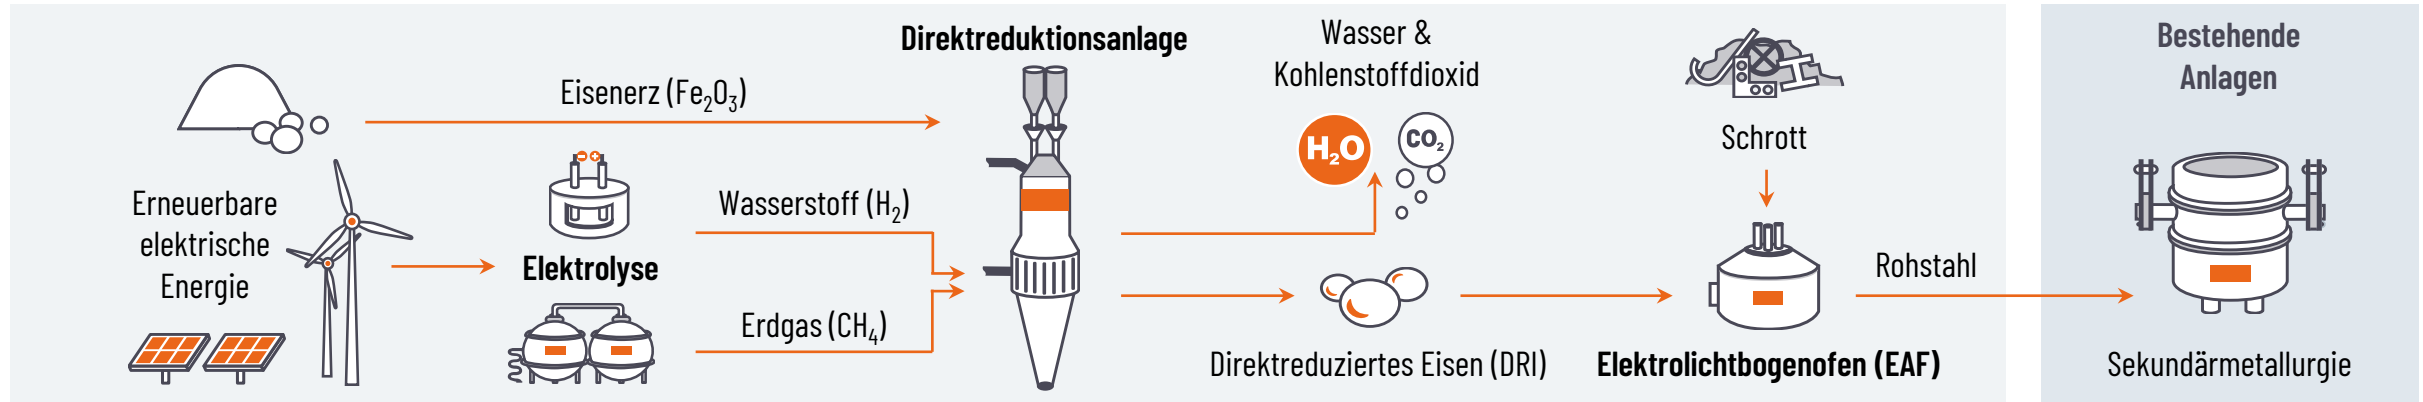 Eisenerz (Fe₂O₃)
Erneuerbare
elektrische
Energie
Elektrolyse
Wasserstoff (H₂)
Erdgas (CH₄)
Direktreduktionsanlage
Wasser &
Kohlenstoffdioxid
H₂O
CO₂
Direktreduziertes Eisen (DRI)
Schrott
Elektrolichtbogenofen (EAF)
Rohstahl
Bestehende
Anlagen
Sekundärmetallurgie